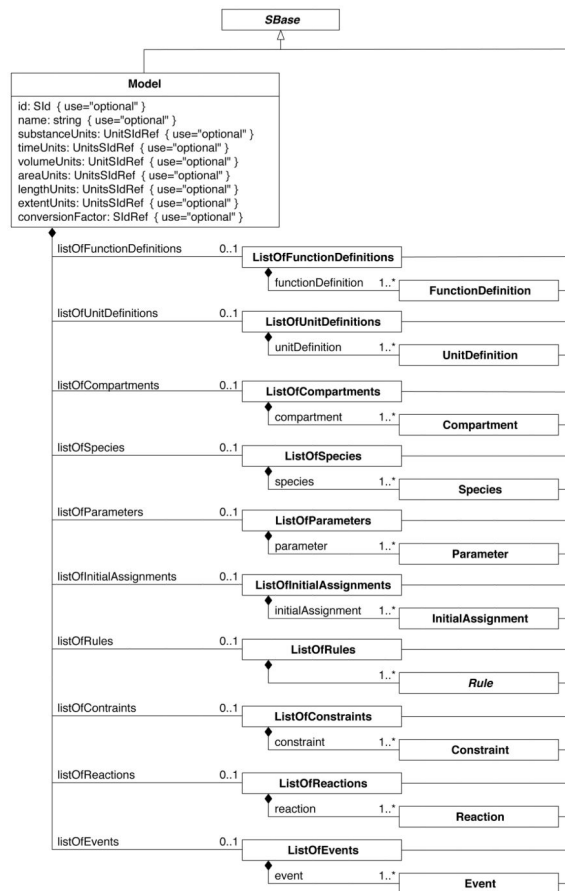 SBase
Model
id: SId { use="optional" }
name: string { use="optional" }
substanceUnits: UnitSIdRef { use="optional" }
timeUnits: UnitsSIdRef { use="optional" }
volumeUnits: UnitSIdRef { use="optional" }
areaUnits: UnitsSIdRef { use="optional" }
lengthUnits: UnitsSIdRef { use="optional" }
extentUnits: UnitsSIdRef { use="optional" }
conversionFactor: SIdRef { use="optional" }
listOfFunctionDefinitions 0..1 ListOfFunctionDefinitions
functionDefinition 1..* FunctionDefinition
listOfUnitDefinitions 0..1 ListOfUnitDefinitions
unitDefinition 1..* UnitDefinition
listOfCompartments 0..1 ListOfCompartments
compartment 1..* Compartment
listOfSpecies 0..1 ListOfSpecies
species 1..* Species
listOfParameters 0..1 ListOfParameters
parameter 1..* Parameter
listOfInitialAssignments 0..1 ListOfInitialAssignments
initialAssignment 1..* InitialAssignment
listOfRules 0..1 ListOfRules
1..* Rule
listOfContraints 0..1 ListOfConstraints
constraint 1..* Constraint
listOfReactions 0..1 ListOfReactions
reaction 1..* Reaction
listOfEvents 0..1 ListOfEvents
event 1..* Event